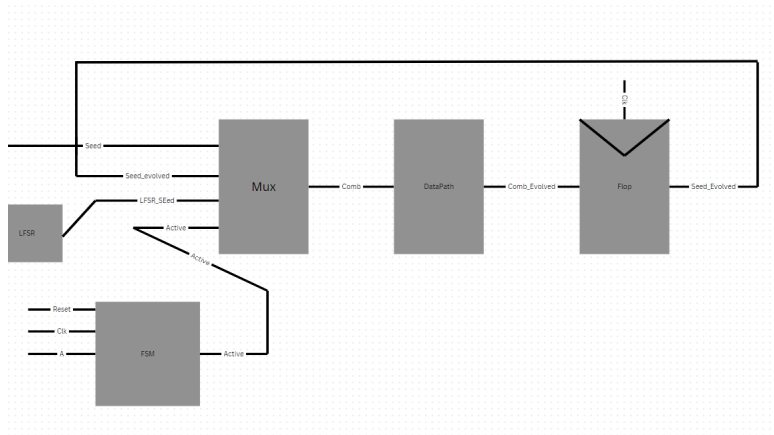 Clk
Seed
Seed_evolved
Mux
Comb
DataPath
Comb_Evolved
Flop
Seed_Evolved
LFSR_SEed
LFSR
Active
Active
Reset
Clk
A
FSM
Active